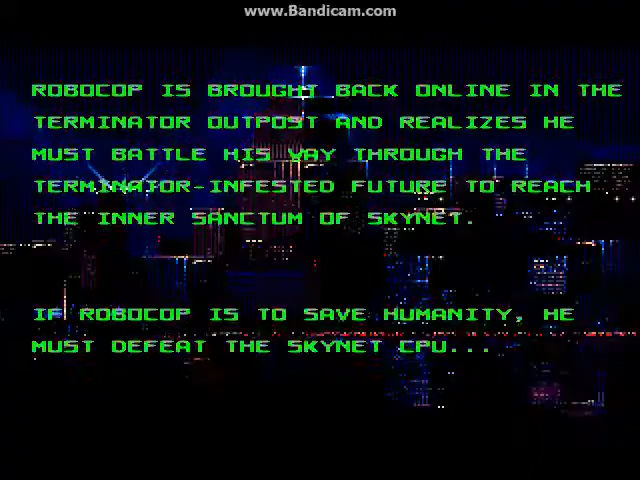 www.Bandicam.com
ROBOCOP IS BROUGHT BACK ONLINE IN THE
TERMINATOR OUTPOST AND REALIZES HE
MUST BATTLE HIS WAY THROUGH THE
TERMINATOR-INFESTED FUTURE TO REACH
THE INNER SANCTUM OF SKYNET.
IF ROBOCOP IS TO SAVE HUMANITY, HE
MUST DEFEAT THE SKYNET CPU...